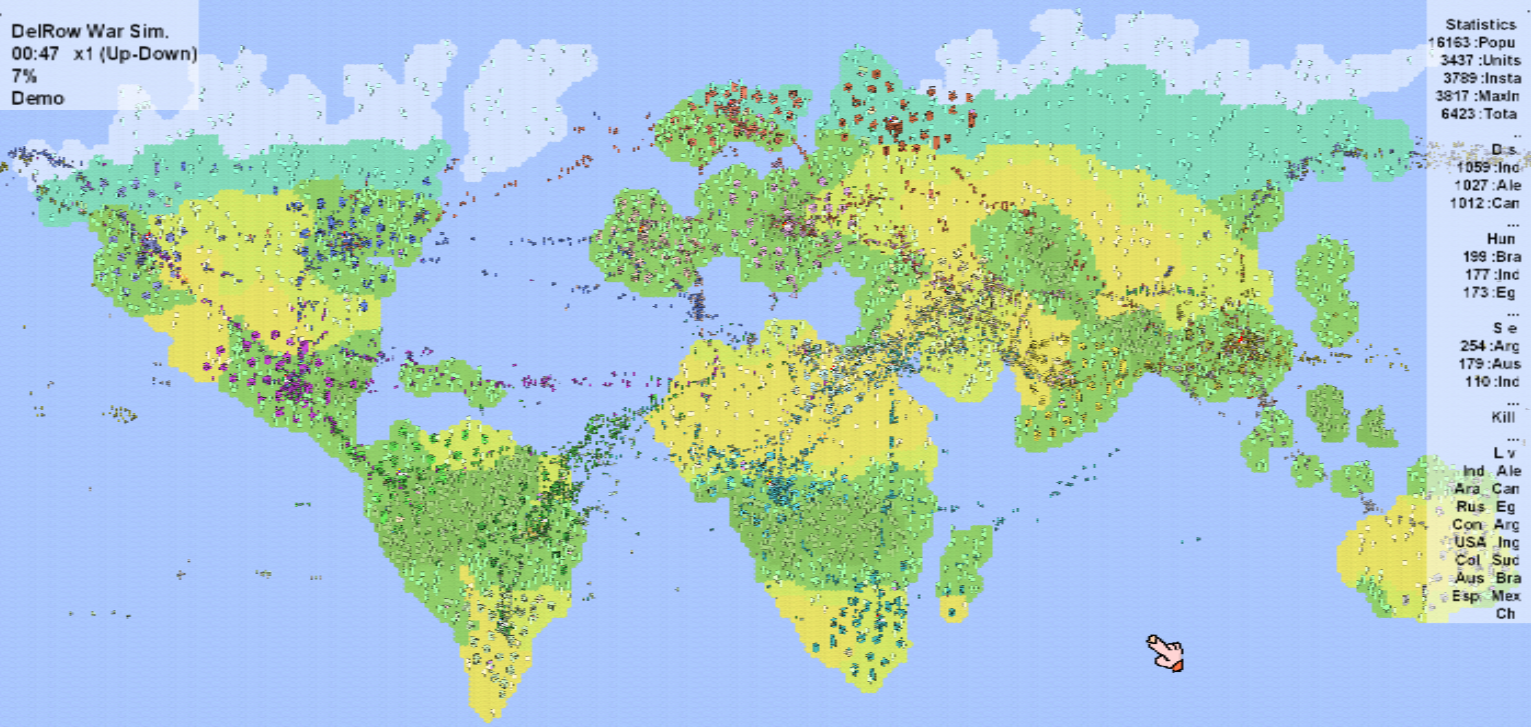 DelRow War Sim.
00:47 x1 (Up-Down)
7%
Demo
Statistics
16163 :Popu
3437 :Units
3789 :Insta
3817 :MaxIn
6423 :Tota
..
D s
1059 :Ind
1027 :Ale
1012 :Can
...
Hun
199 :Bra
177 :Ind
173 :Eg
...
S e
254 :Arg
179 :Aus
110 :Ind
...
Kill
...
L v
Ind Ale
Ara Can
Rus Eg
Con Arg
USA Ing
Col Sud
Aus Bra
Esp Mex
Ch